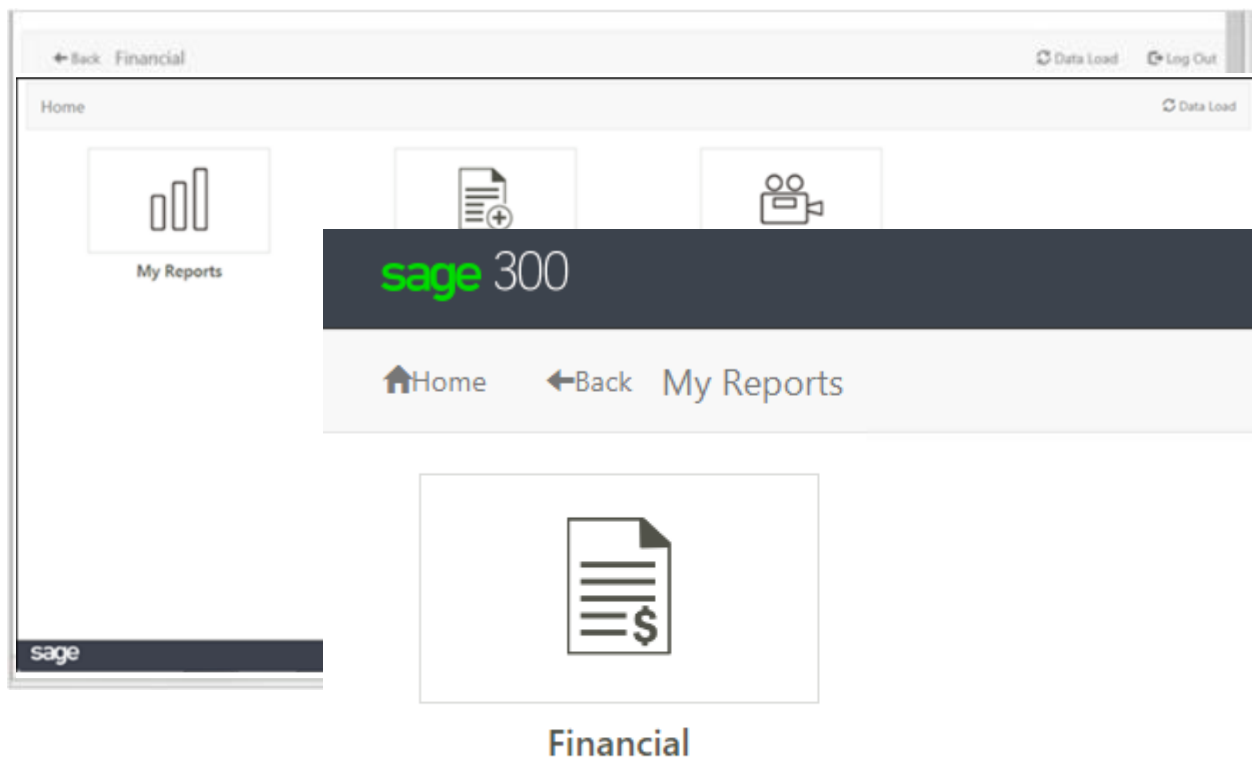 Back Financial Data Load Log Out
Home Data Load
My Reports
sage 300
Home Back My Reports
$
sage
Financial